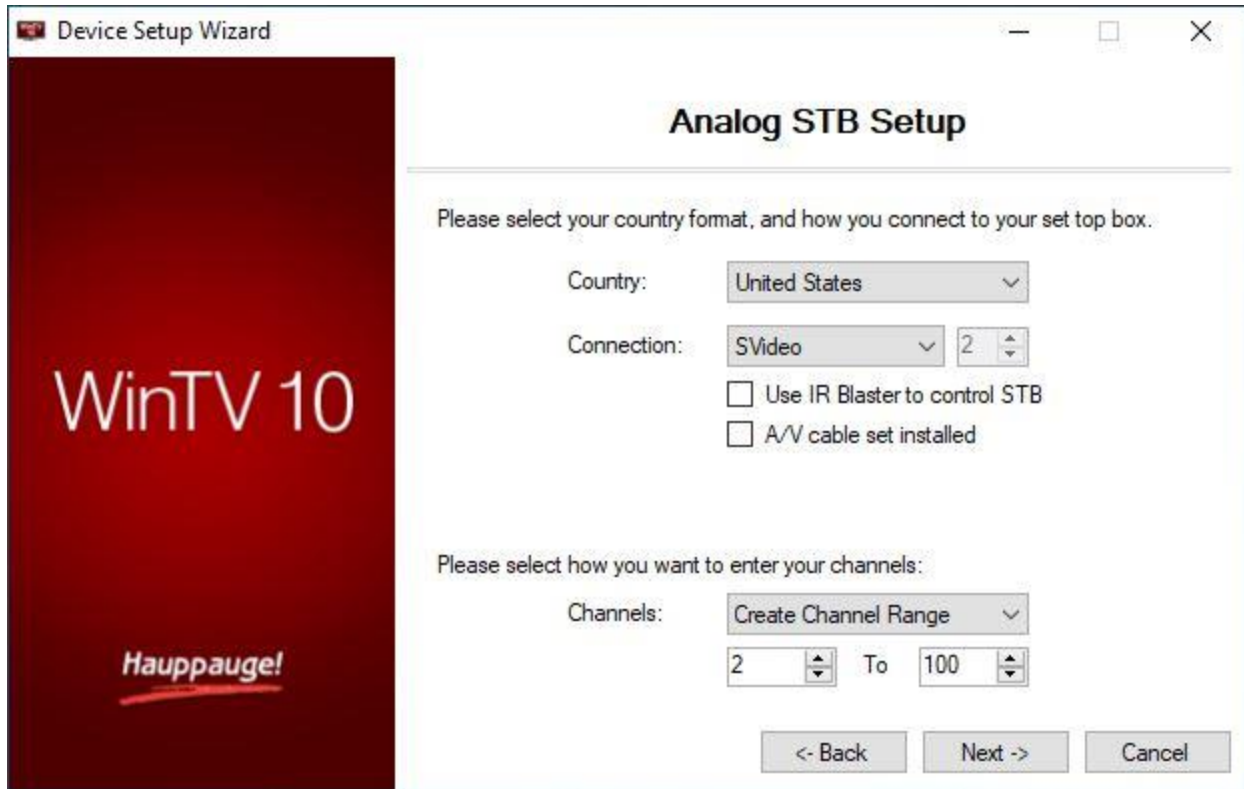 Device Setup Wizard
WinTV 10
Hauppauge!
Analog STB Setup
Please select your country format, and how you connect to your set top box.
Country: United States
Connection: SVideo 2
Use IR Blaster to control STB
A/V cable set installed
Please select how you want to enter your channels:
Channels: Create Channel Range
2 To 100
<- Back Next -> Cancel